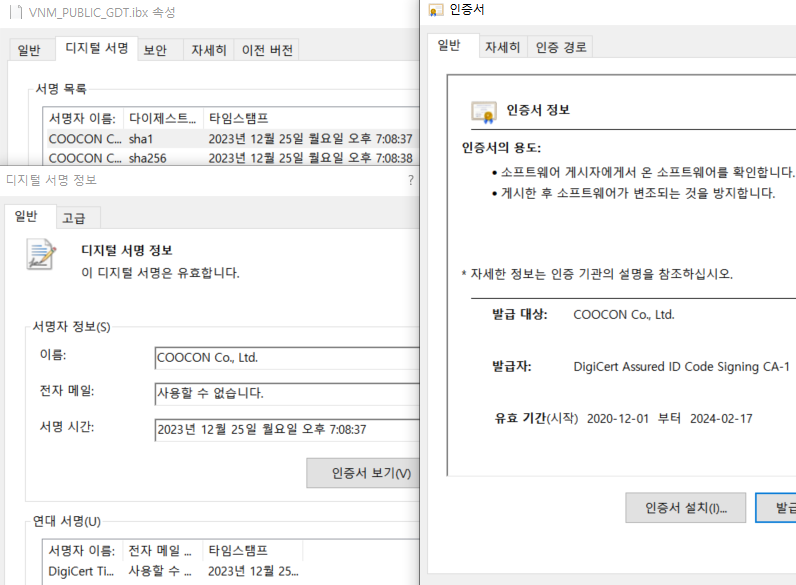 VNM_PUBLIC_GDT.ibx 속성
일반 디지털 서명 보안 자세히 이전 버전
서명 목록
서명자 이름: 다이제스트... 타임스탬프
COOCON C... sha1 2023년 12월 25일 월요일 오후 7:08:37
COOCON C... sha256 2023년 12월 25일 월요일 오후 7:08:38
디지털 서명 정보 ?
일반 고급
디지털 서명 정보
이 디지털 서명은 유효합니다.
서명자 정보(S)
이름: COOCON Co., Ltd.
전자 메일: 사용할 수 없습니다.
서명 시간: 2023년 12월 25일 월요일 오후 7:08:37
인증서 보기(V)
연대 서명(U)
서명자 이름: 전자 메일 ... 타임스탬프
DigiCert Ti... 사용할 수 ... 2023년 12월 25...
인증서
일반 자세히 인증 경로
인증서 정보
인증서의 용도:
• 소프트웨어 게시자에게서 온 소프트웨어를 확인합니다.
• 게시한 후 소프트웨어가 변조되는 것을 방지합니다.
* 자세한 정보는 인증 기관의 설명을 참조하십시오.
발급 대상: COOCON Co., Ltd.
발급자: DigiCert Assured ID Code Signing CA-1
유효 기간(시작) 2020-12-01 부터 2024-02-17
인증서 설치(I)... 발급